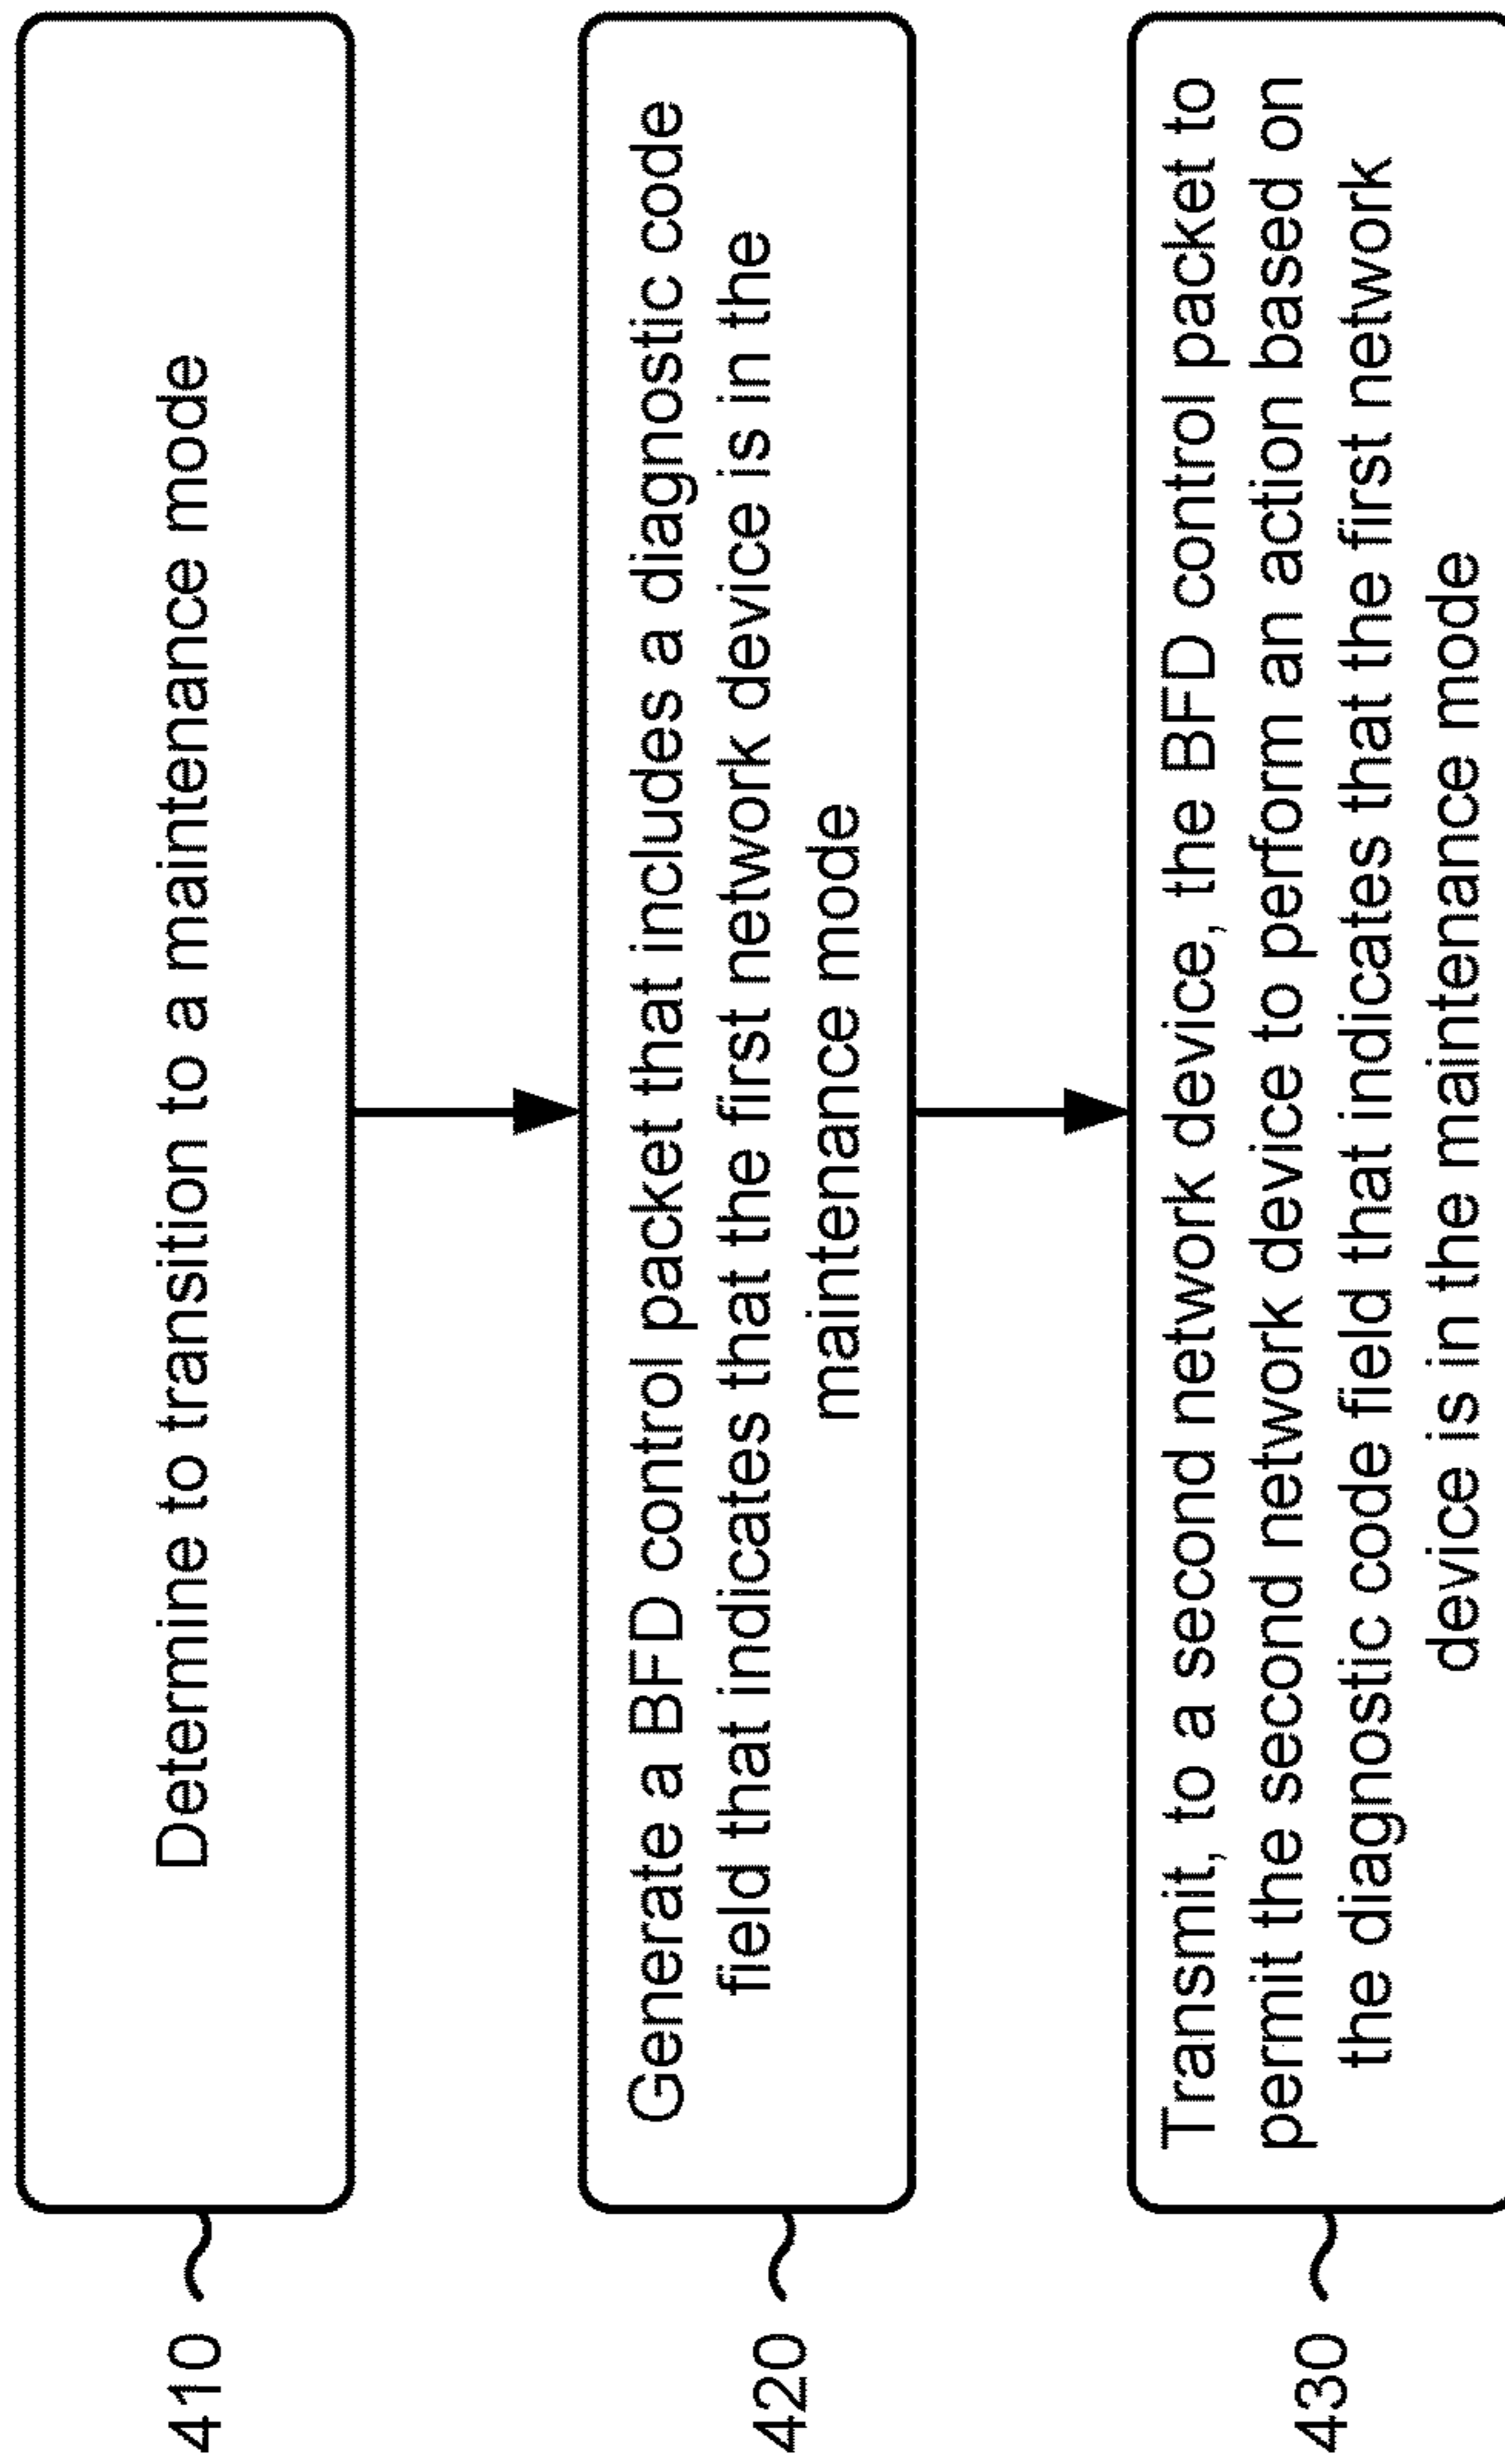 410
Determine to transition to a maintenance mode
420
Generate a BFD control packet that includes a diagnostic code
field that indicates that the first network device is in the
maintenance mode
430
Transmit, to a second network device, the BFD control packet to
permit the second network device to perform an action based on
the diagnostic code field that indicates that the first network
device is in the maintenance mode